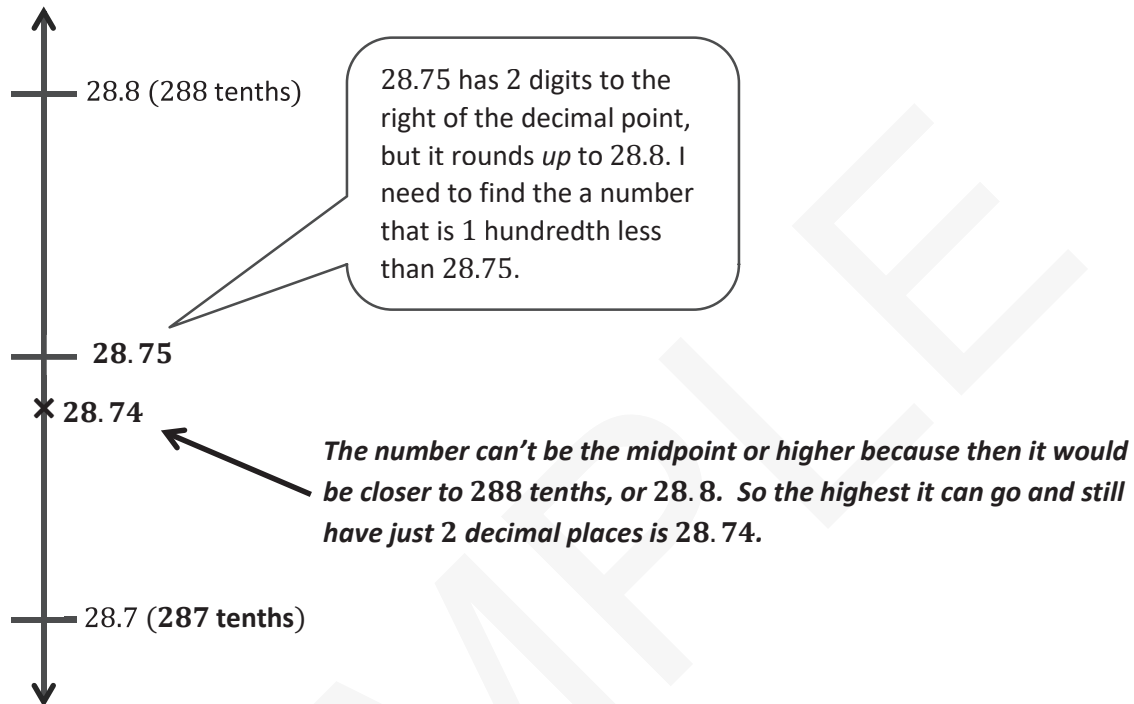 28.8 (288 tenths)
28.75 has 2 digits to the
right of the decimal point,
but it rounds up to 28.8. I
need to find the a number
that is 1 hundredth less
than 28.75.
28.75
28.74
The number can't be the midpoint or higher because then it would
be closer to 288 tenths, or 28.8. So the highest it can go and still
have just 2 decimal places is 28.74.
28.7 (287 tenths)
MPLE